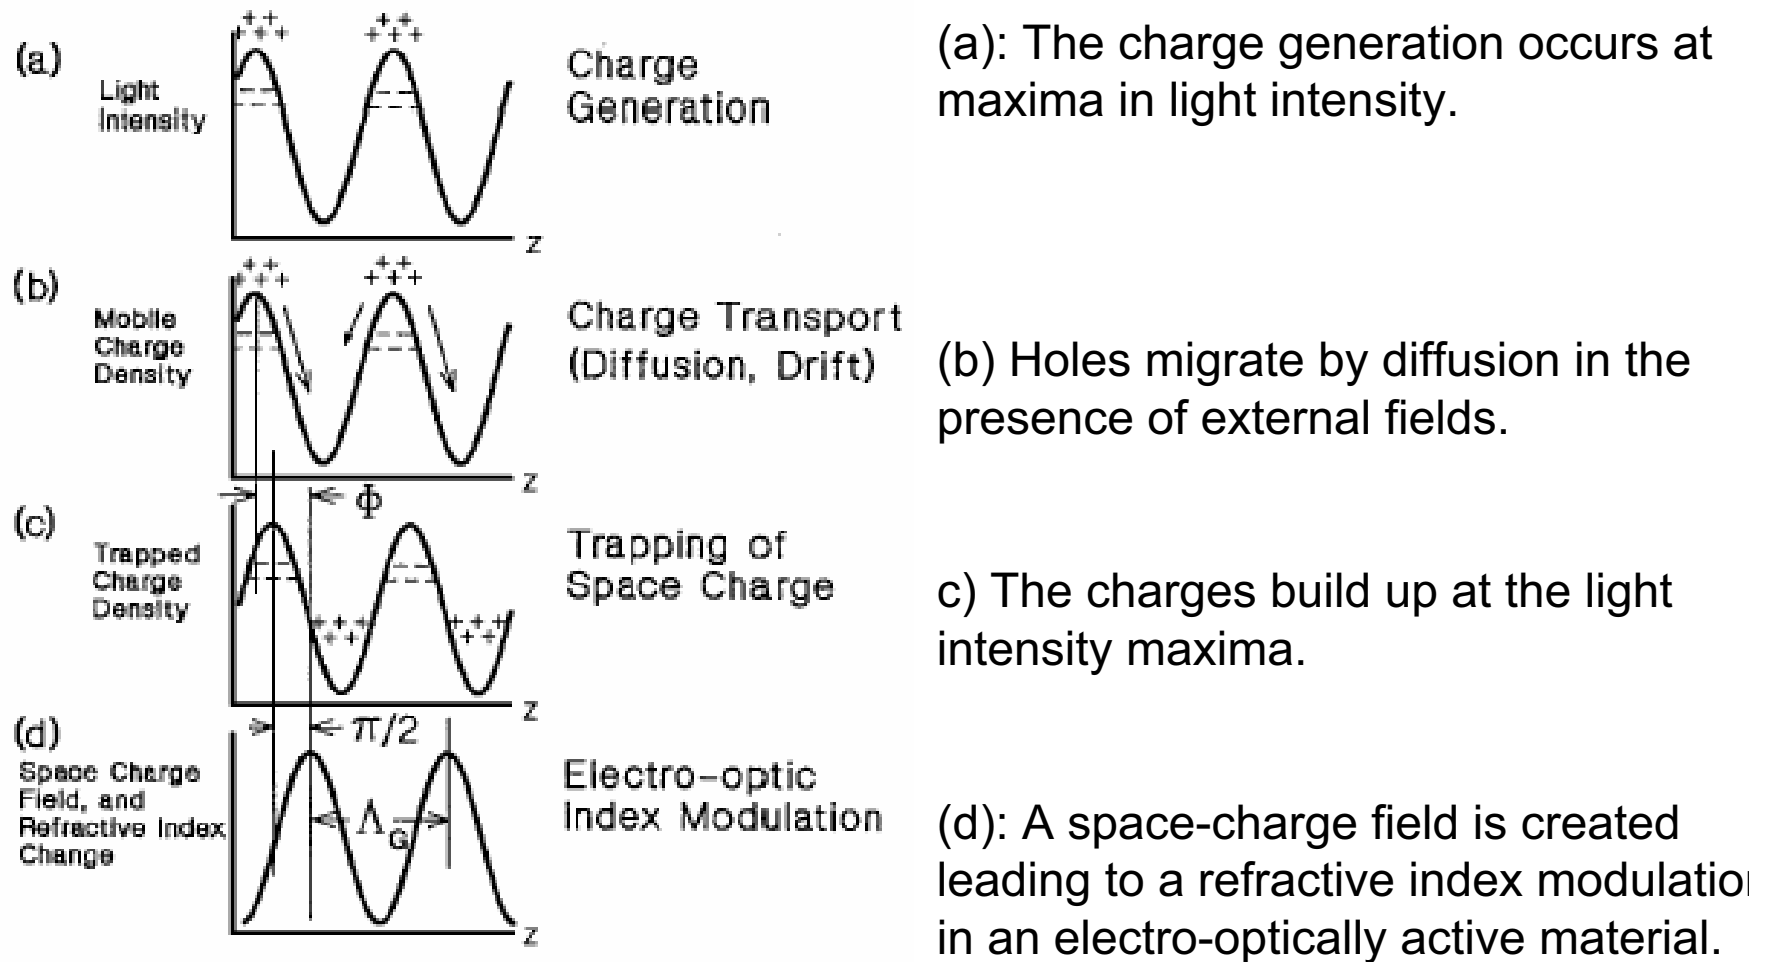 (a)
Light
Intensity
++ ++
+++ +++
z
Charge
Generation
(a): The charge generation occurs at
maxima in light intensity.
(b)
Mobile
Charge
Density
++ ++
+++ +++
z
Charge Transport
(Diffusion, Drift)
(b) Holes migrate by diffusion in the
presence of external fields.
(c)
Trapped
Charge
Density
Φ
+++ +++
++ ++
z
Trapping of
Space Charge
c) The charges build up at the light
intensity maxima.
(d)
Space Charge
Field, and
Refractive Index
Change
π/2
Λ_G
z
Electro-optic
Index Modulation
(d): A space-charge field is created
leading to a refractive index modulatio
in an electro-optically active material.